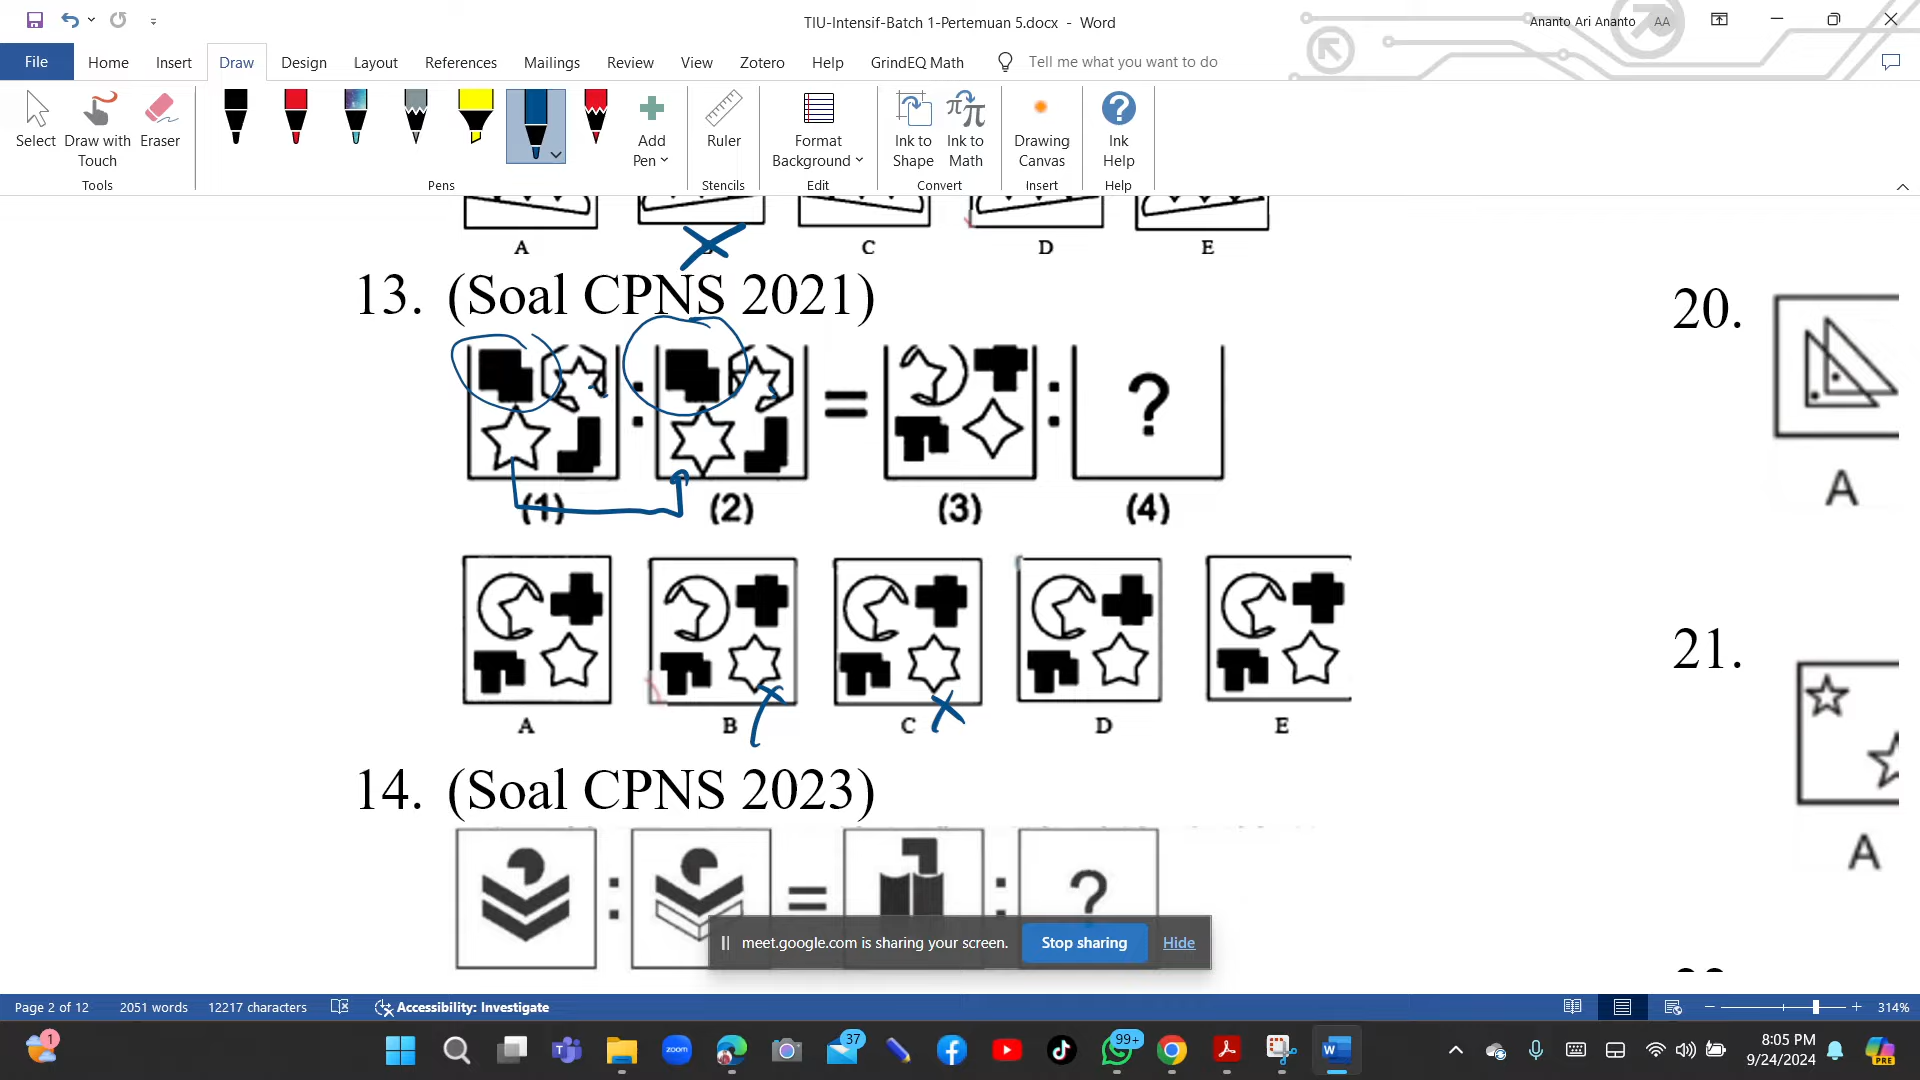 TIU-Intensif-Batch 1-Pertemuan 5.docx - Word
Ananto Ari Ananto
AA
File Home Insert Draw Design Layout References Mailings Review View Zotero Help GrindEQ Math Tell me what you want to do
Select
Draw with Touch
Eraser
Add Pen
Ruler
Format Background
Ink to Shape
Ink to Math
Drawing Canvas
Ink Help
Tools Pens Stencils Edit Convert Insert Help
A C D E
13. (Soal CPNS 2021)
: = : ?
(1) (2) (3) (4)
A B C D E
14. (Soal CPNS 2023)
: = : ?
20.
A
21.
A
meet.google.com is sharing your screen.
Stop sharing
Hide
Page 2 of 12 2051 words 12217 characters Accessibility: Investigate 314%
1
zoom
37
99+
PRE
8:05 PM
9/24/2024